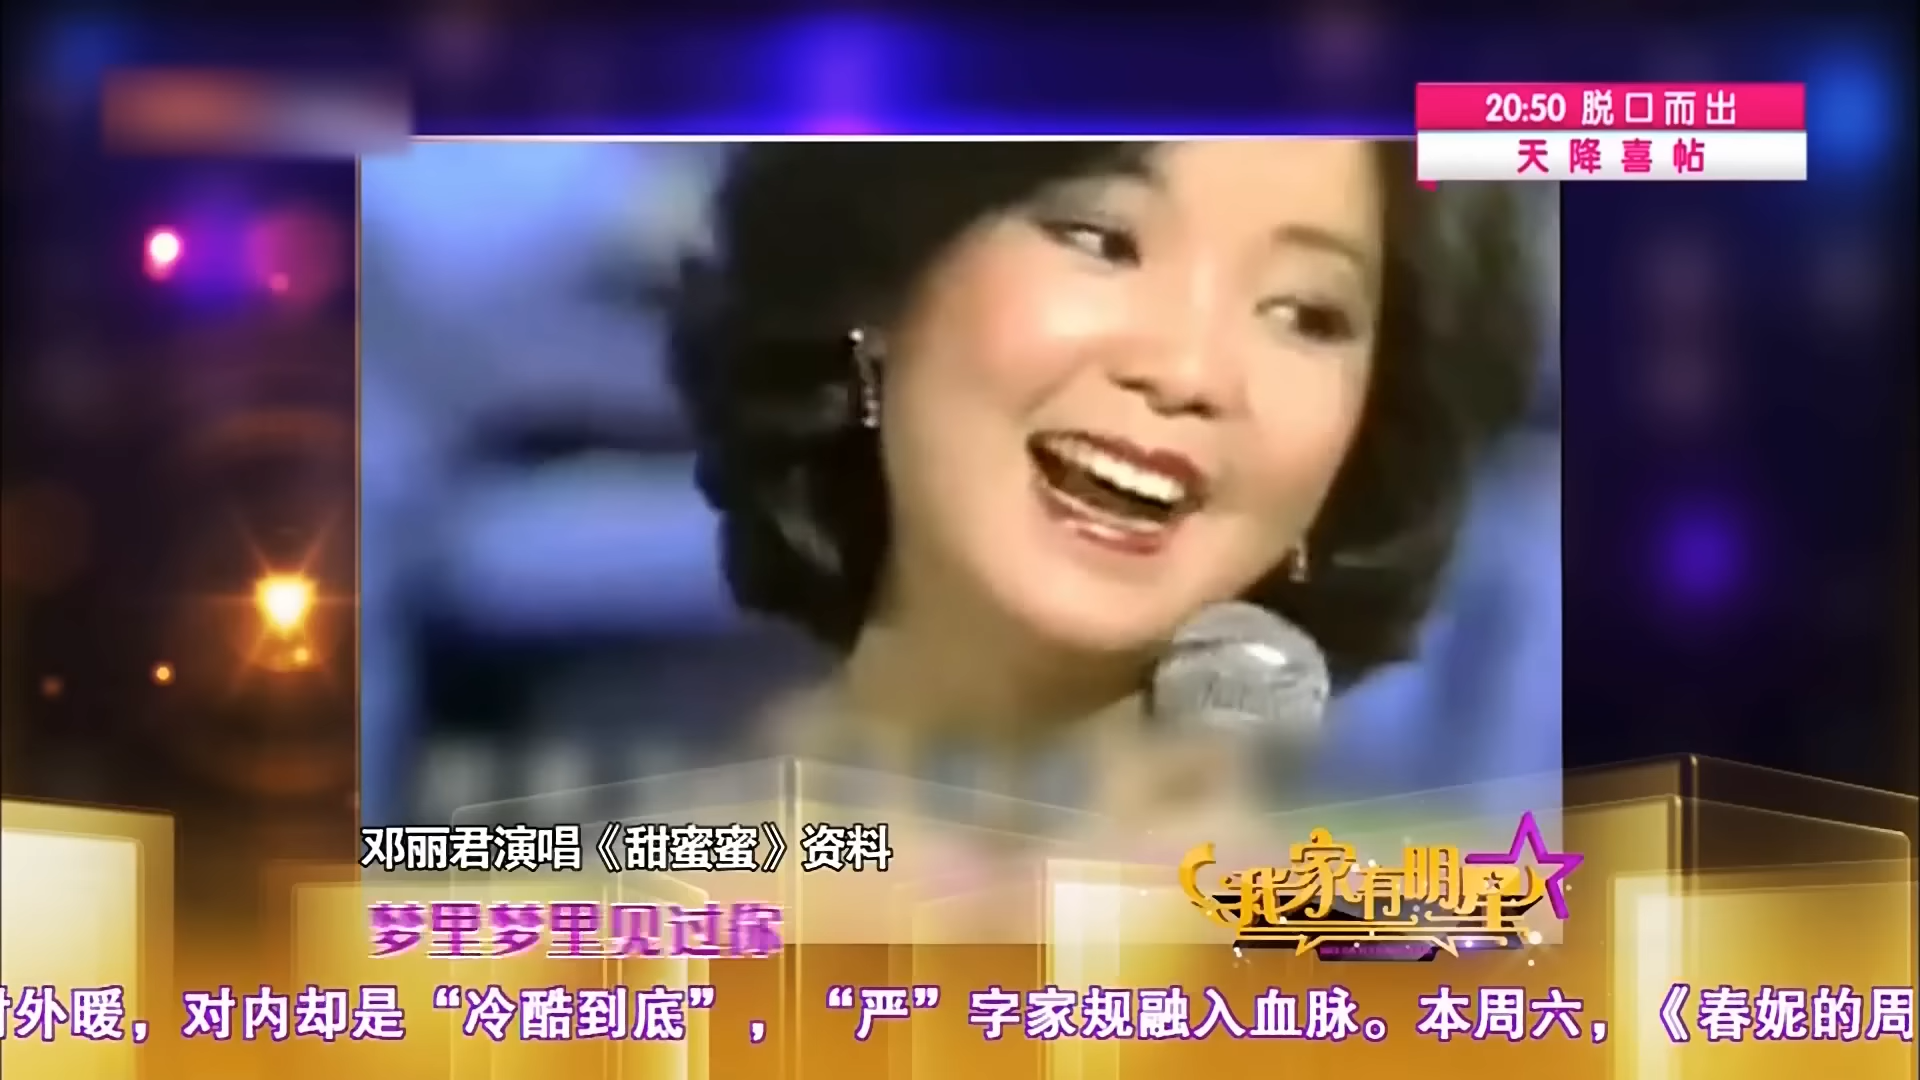 20:50 脱口而出
天降喜帖
邓丽君演唱《甜蜜蜜》资料
我家有明星
梦里梦里见过你
对外暖，对内却是“冷酷到底”，“严”字家规融入血脉。本周六，《春妮的周